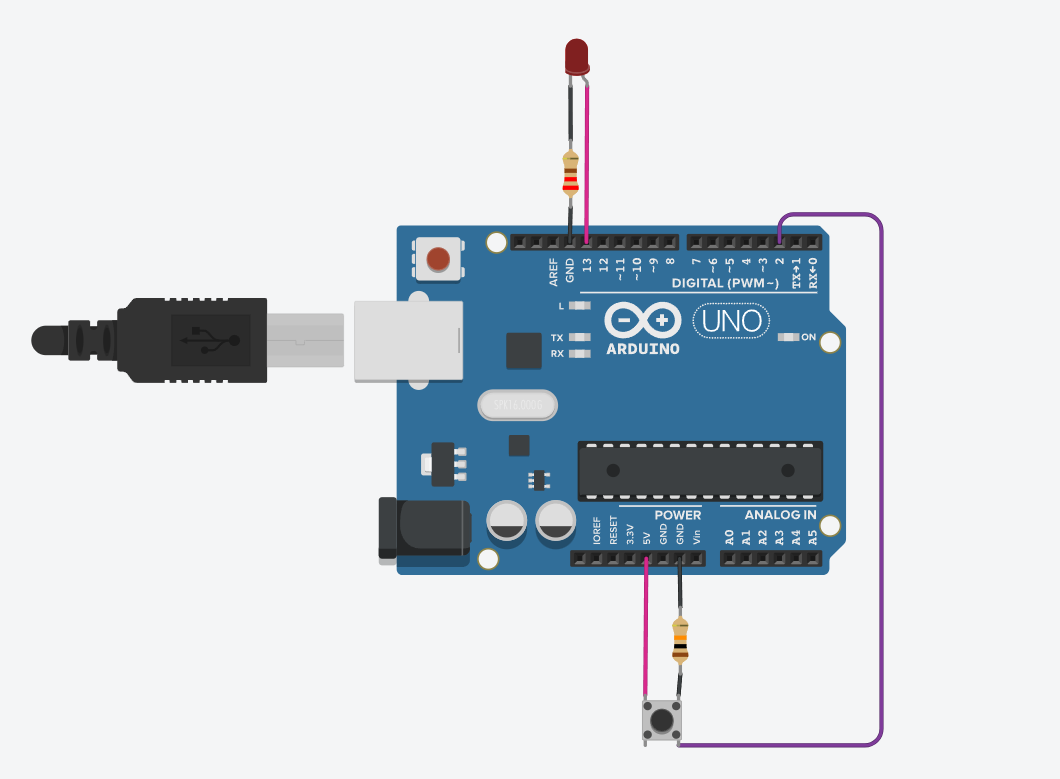 AREF
GND
13
12
~11
~10
~9
8
7
~6
~5
4
~3
2
TX→1
RX←0
DIGITAL (PWM~)
L
TX
RX
ARDUINO
UNO
ON
POWER
ANALOG IN
IOREF
RESET
3.3V
5V
GND
GND
Vin
A0
A1
A2
A3
A4
A5